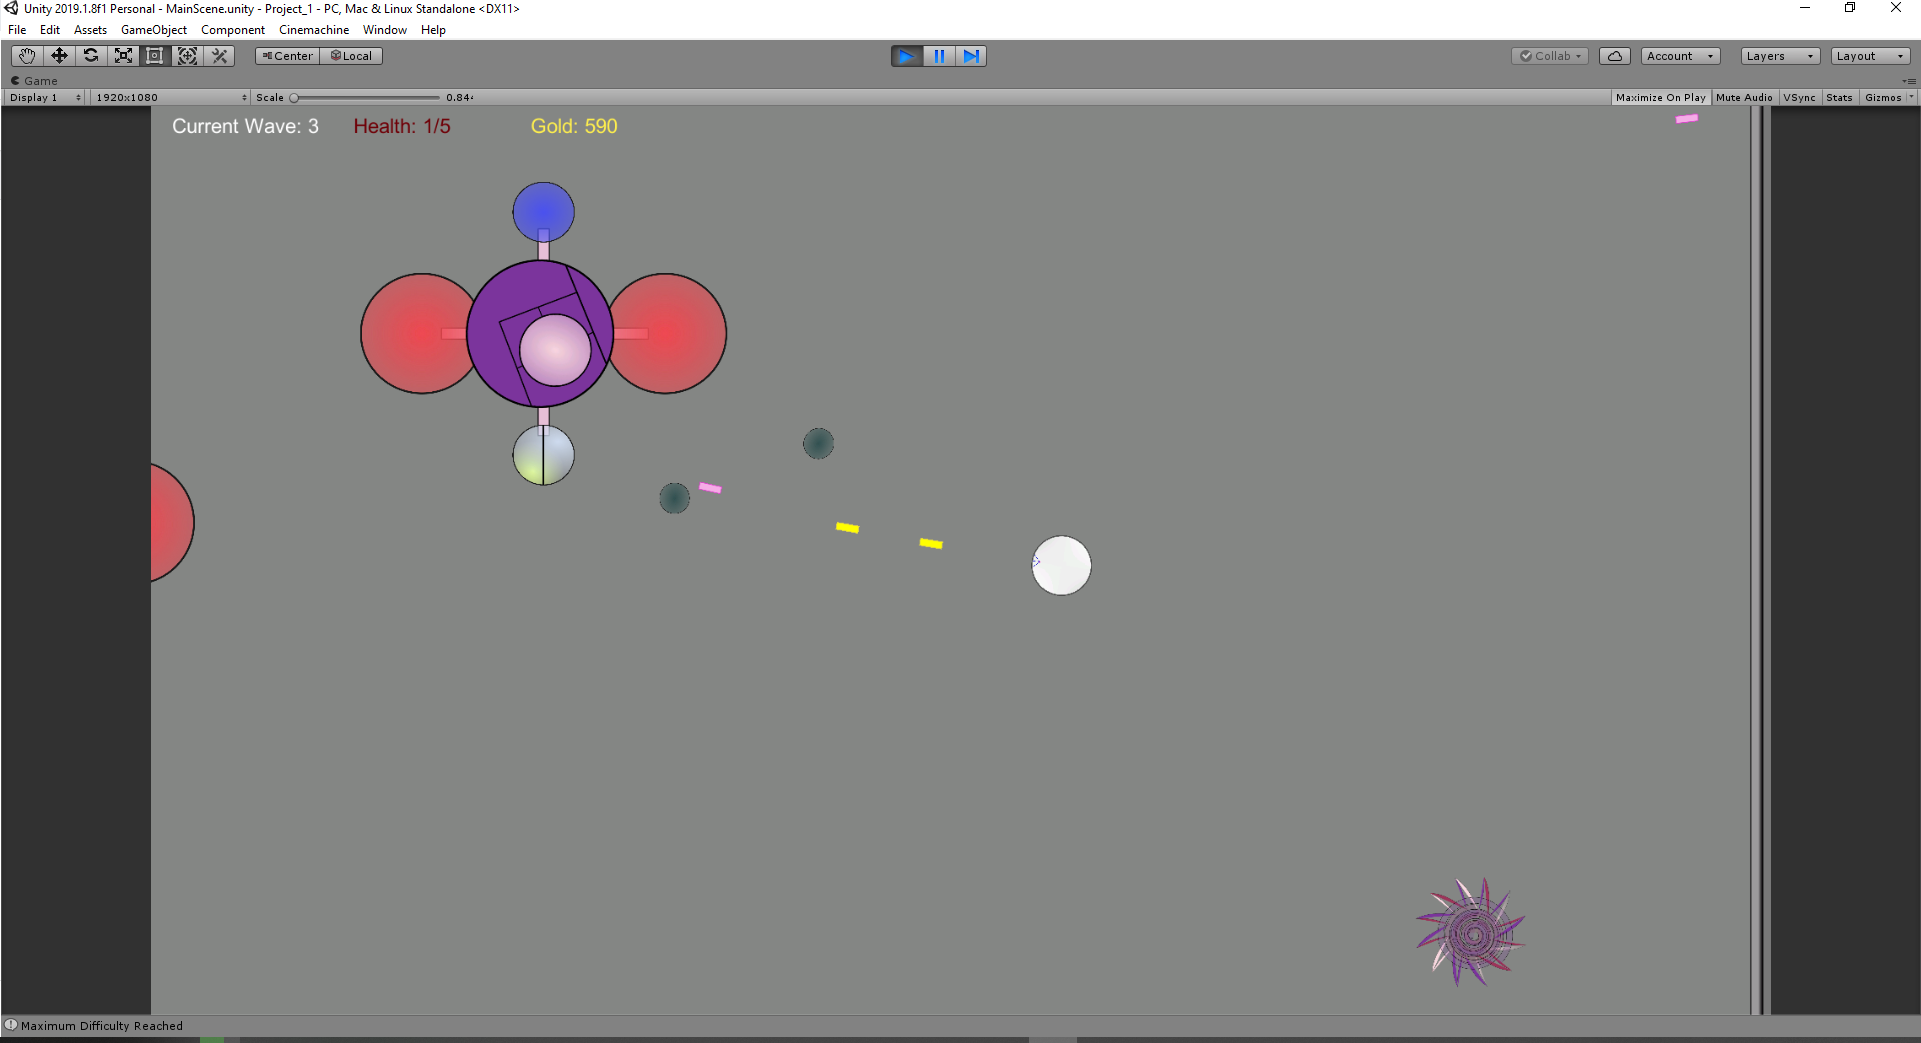 Unity 2019.1.8f1 Personal - MainScene.unity - Project_1 - PC, Mac & Linux Standalone <DX11>
File Edit Assets GameObject Component Cinemachine Window Help
Center Local Collab Account Layers Layout
Game
Display 1 1920x1080 Scale 0.844 Maximize On Play Mute Audio VSync Stats Gizmos
Current Wave: 3 Health: 1/5 Gold: 590
Maximum Difficulty Reached